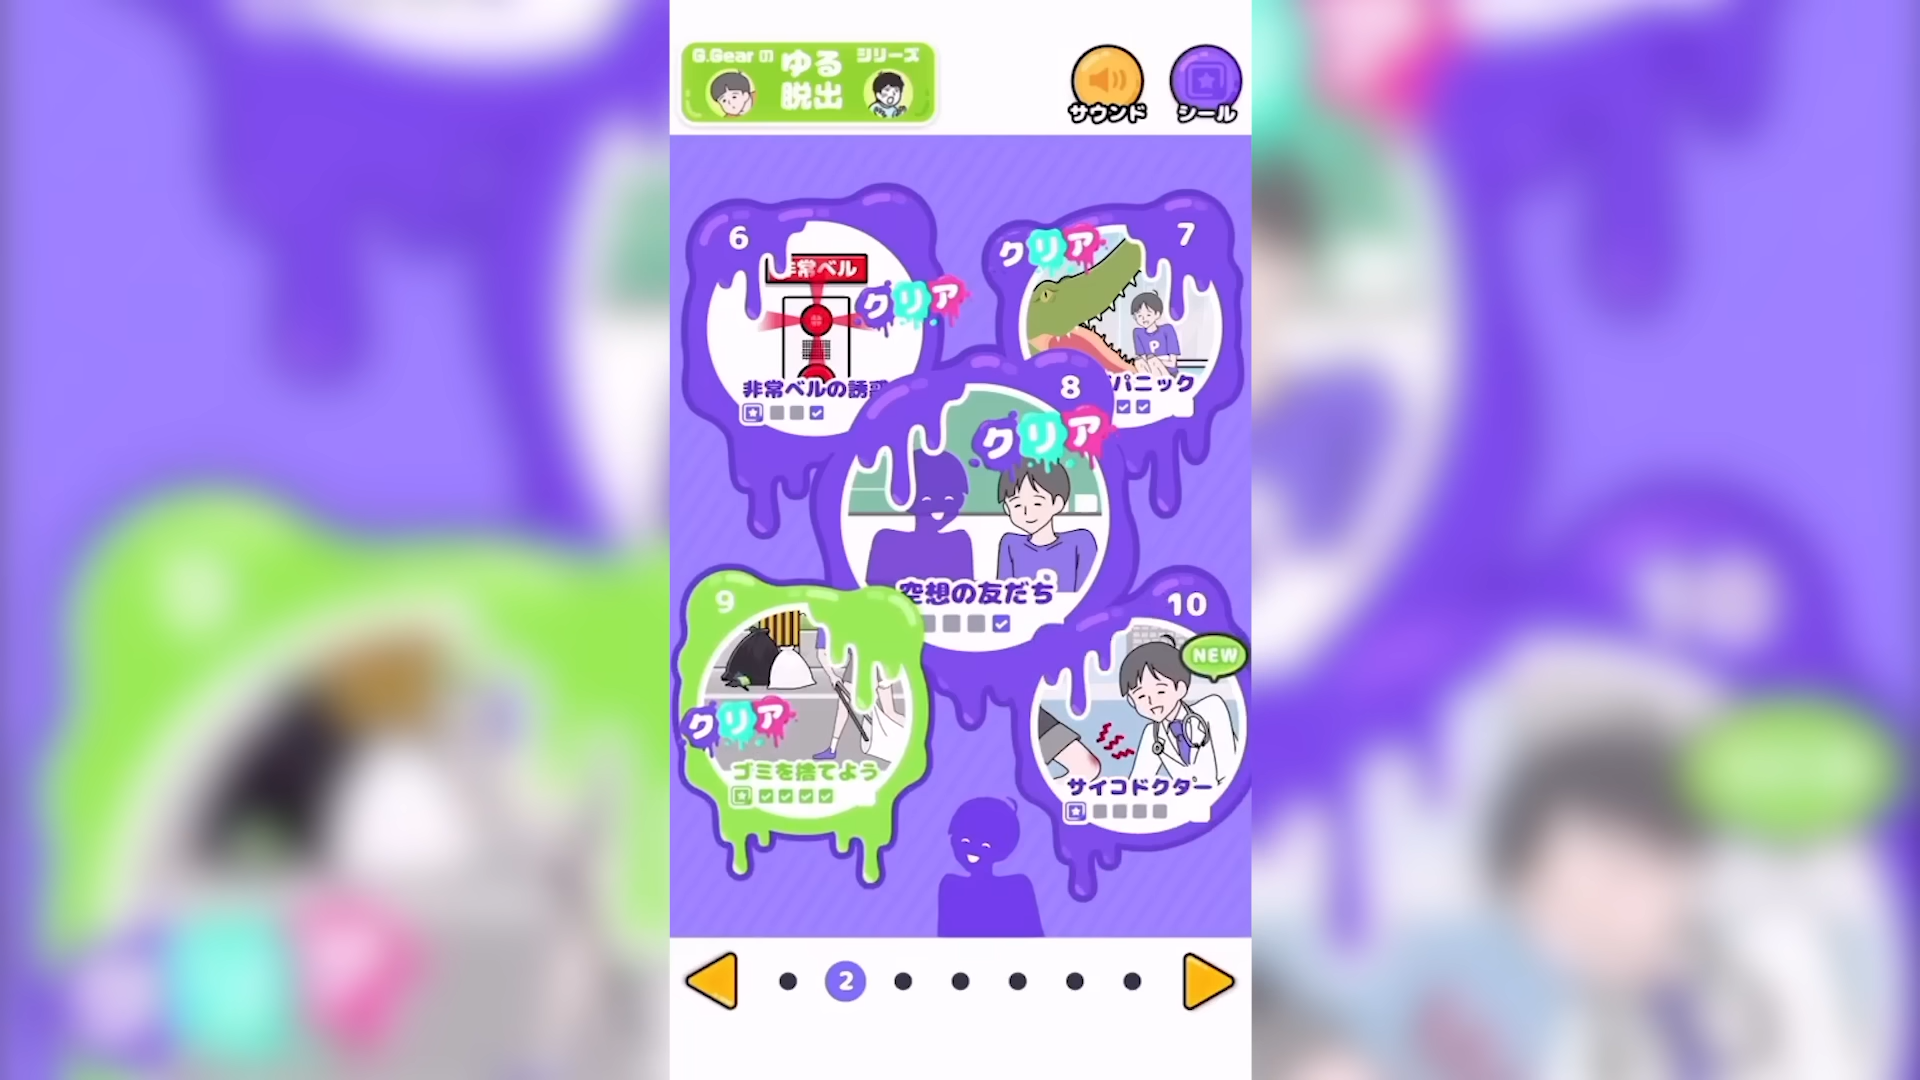 G.Gear の ゆる シリーズ
脱出
サウンド
シール
6
非常ベル
クリア
非常ベルの誘惑
7
クリア
パニック
P
8
クリア
空想の友だち
9
クリア
ゴミを捨てよう
10
NEW
サイコドクター
2